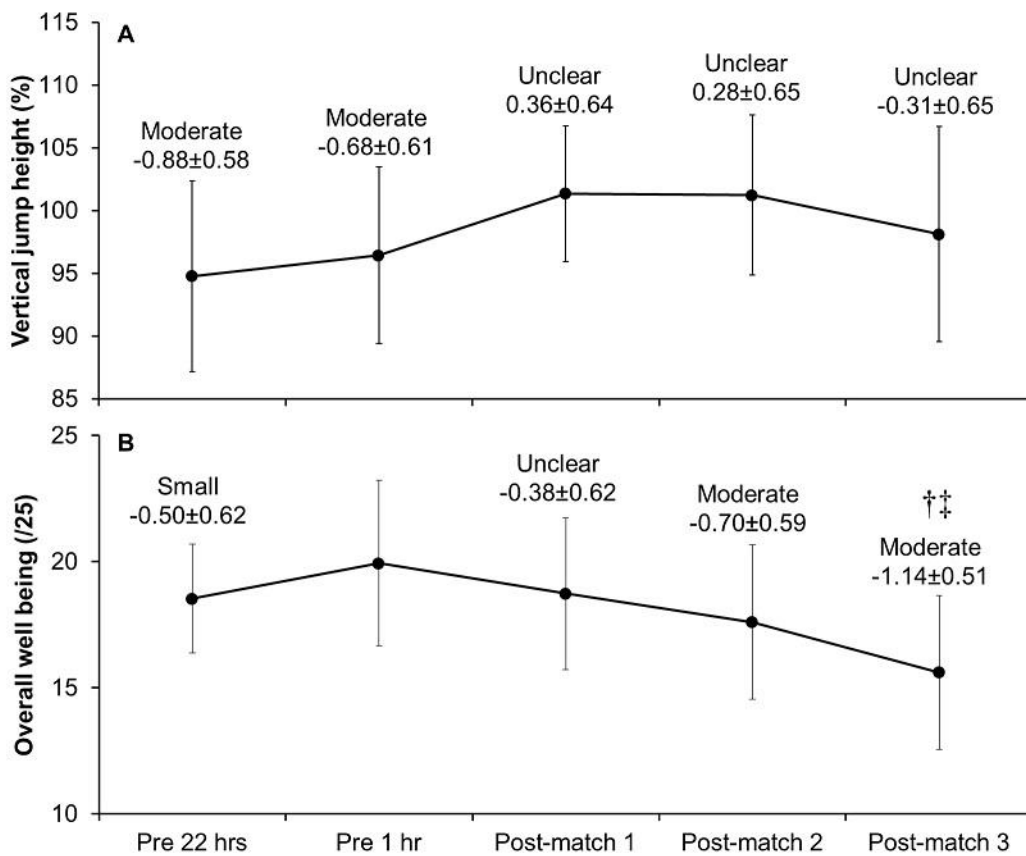 A
Vertical jump height (%)
115
110
105
100
95
90
85
Moderate
-0.88±0.58
Moderate
-0.68±0.61
Unclear
0.36±0.64
Unclear
0.28±0.65
Unclear
-0.31±0.65
B
Overall well being (/25)
25
20
15
10
Small
-0.50±0.62
Unclear
-0.38±0.62
Moderate
-0.70±0.59
†‡
Moderate
-1.14±0.51
Pre 22 hrs
Pre 1 hr
Post-match 1
Post-match 2
Post-match 3